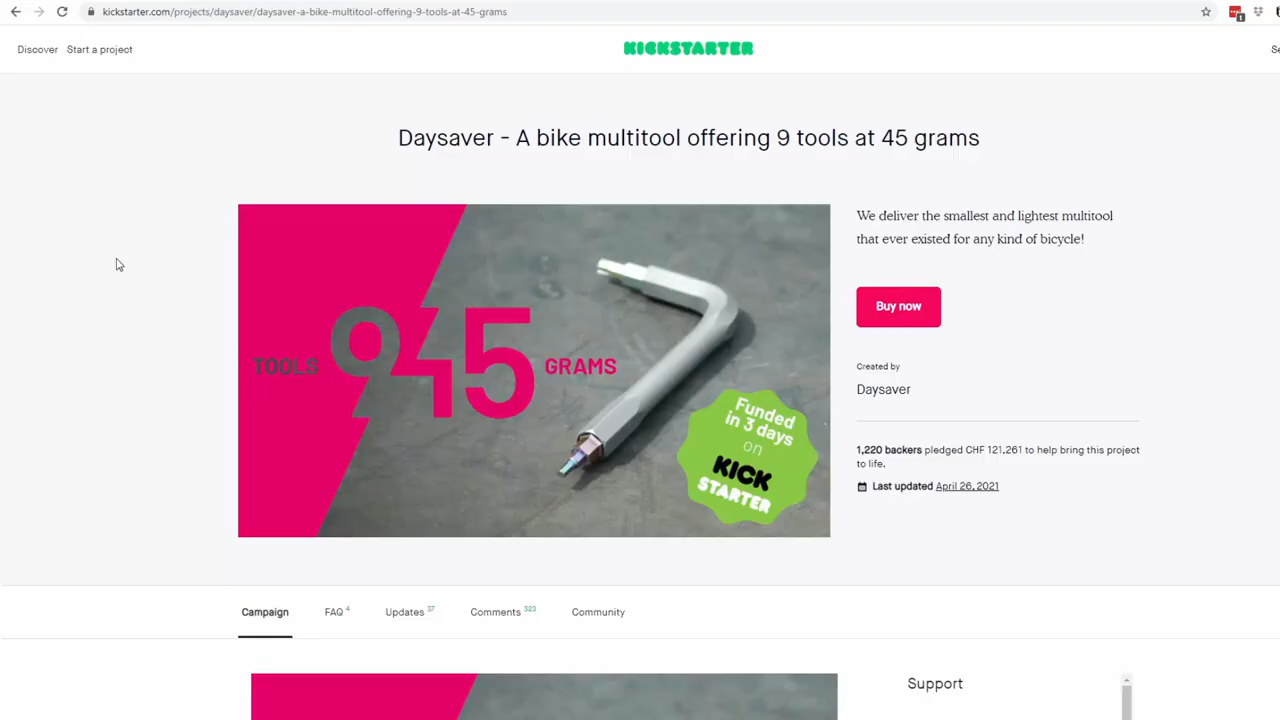 kickstarter.com/projects/daysaver/daysaver-a-bike-multitool-offering-9-tools-at-45-grams
Discover Start a project
KICKSTARTER
Daysaver - A bike multitool offering 9 tools at 45 grams
TOOLS 945 GRAMS
Funded
in 3 days
on
KICK
STARTER
We deliver the smallest and lightest multitool
that ever existed for any kind of bicycle!
Buy now
Created by
Daysaver
1,220 backers pledged CHF 121,261 to help bring this project
to life.
Last updated April 26, 2021
Campaign FAQ 4 Updates 37 Comments 323 Community
Support